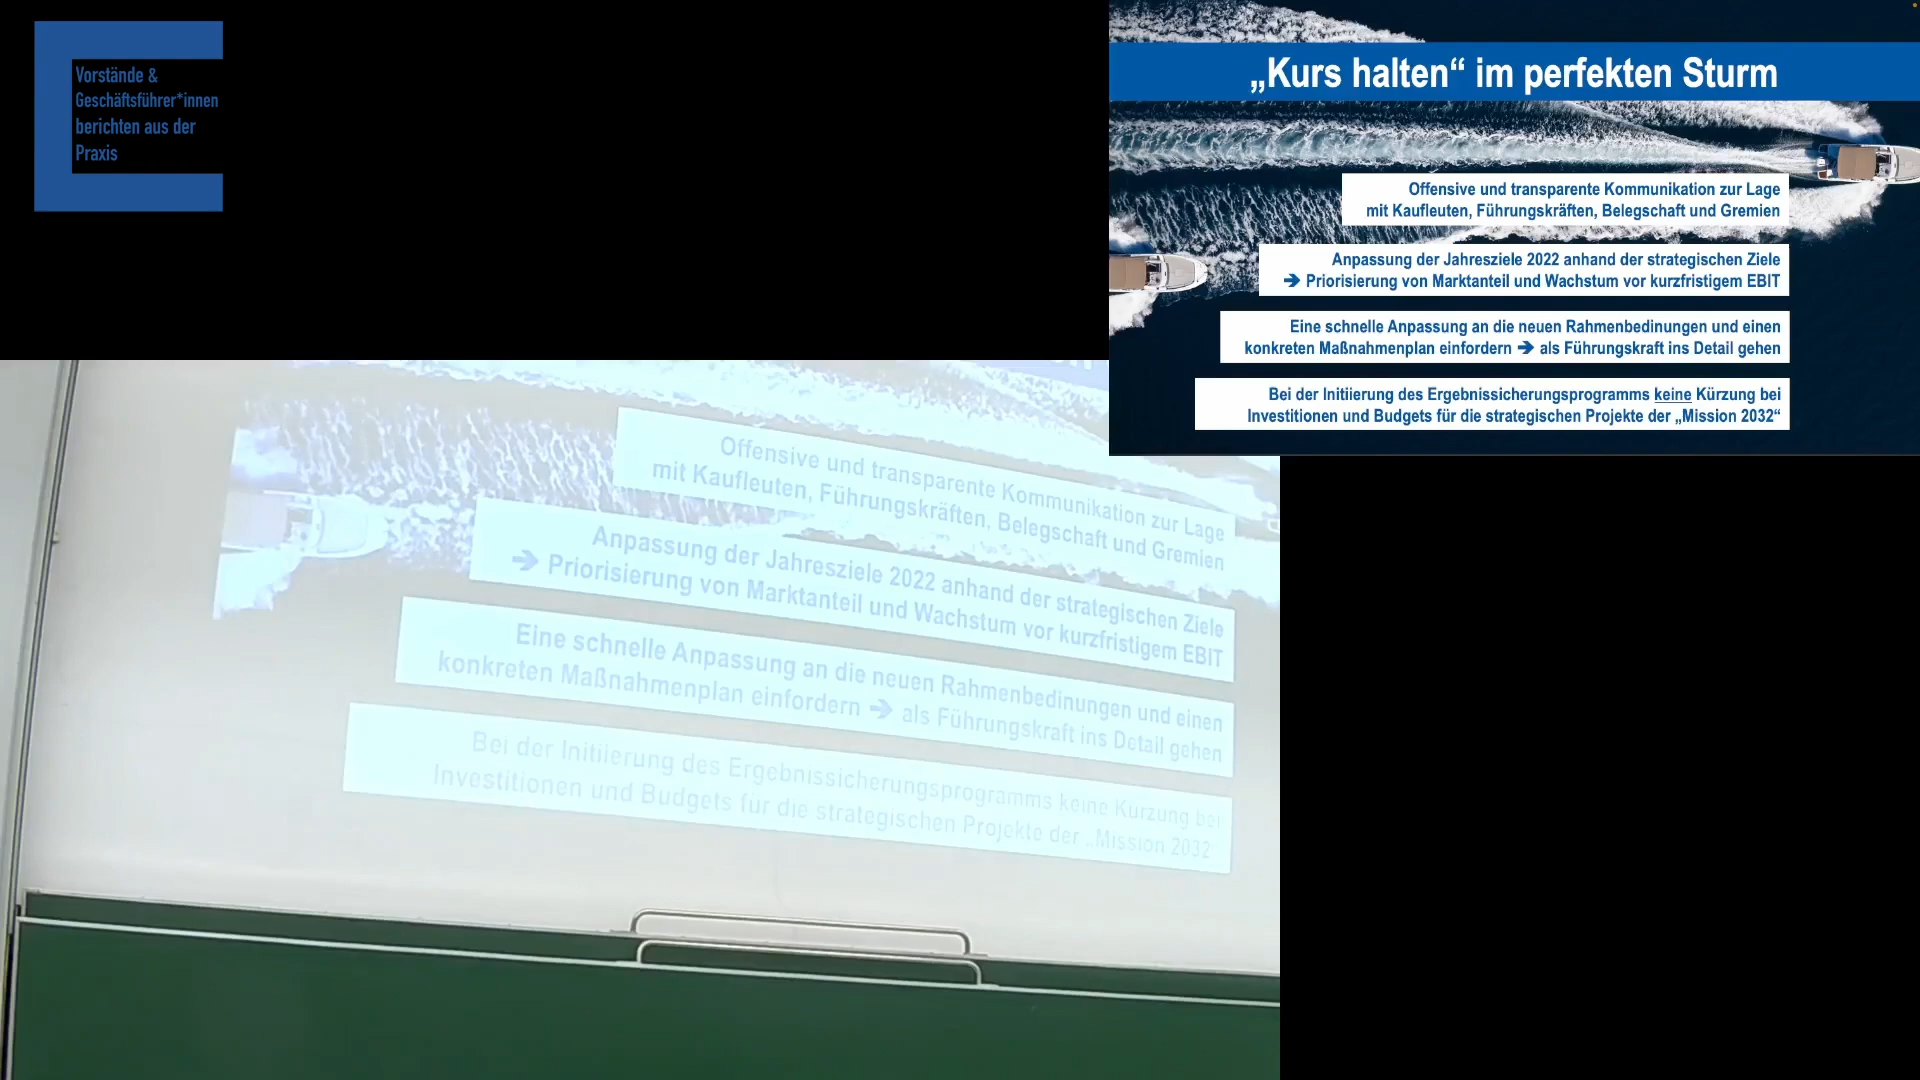 Vorstände &
Geschäftsführer*innen
berichten aus der
Praxis
„Kurs halten“ im perfekten Sturm
Offensive und transparente Kommunikation zur Lage
mit Kaufleuten, Führungskräften, Belegschaft und Gremien
Anpassung der Jahresziele 2022 anhand der strategischen Ziele
➔ Priorisierung von Marktanteil und Wachstum vor kurzfristigem EBIT
Eine schnelle Anpassung an die neuen Rahmenbedinungen und einen
konkreten Maßnahmenplan einfordern ➔ als Führungskraft ins Detail gehen
Bei der Initiierung des Ergebnissicherungsprogramms keine Kürzung bei
Investitionen und Budgets für die strategischen Projekte der „Mission 2032“
Offensive und transparente Kommunikation zur Lage
mit Kaufleuten, Führungskräften, Belegschaft und Gremien
Anpassung der Jahresziele 2022 anhand der strategischen Ziele
➔ Priorisierung von Marktanteil und Wachstum vor kurzfristigem EBIT
Eine schnelle Anpassung an die neuen Rahmenbedinungen und einen
konkreten Maßnahmenplan einfordern ➔ als Führungskraft ins Detail gehen
Bei der Initiierung des Ergebnissicherungsprogramms keine Kürzung bei
Investitionen und Budgets für die strategischen Projekte der „Mission 2032